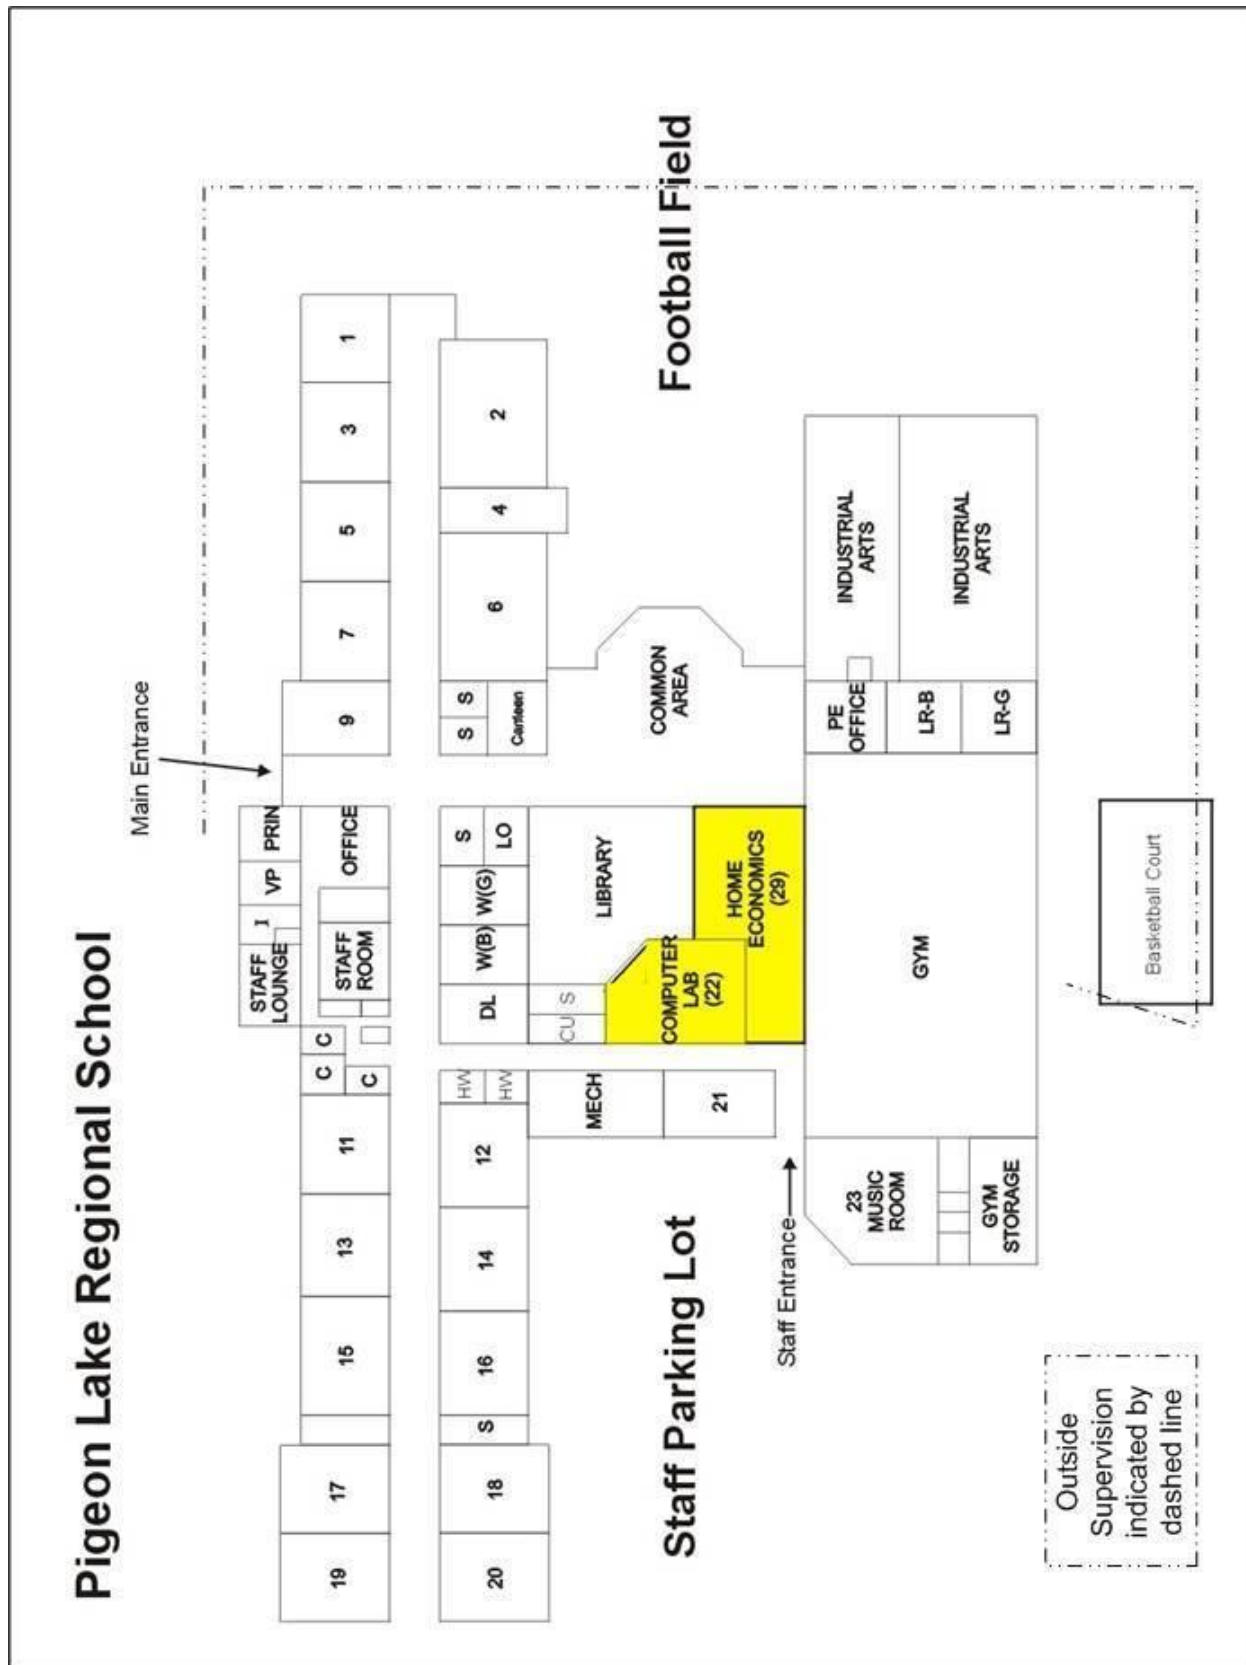 Pigeon Lake Regional School
Main Entrance
STAFF
LOUNGE
I
VP
PRIN
19
17
15
13
11
C
C
C
STAFF
ROOM
OFFICE
9
7
5
3
1
20
18
S
16
14
12
HW
HW
DL
W(B)
W(G)
S
LO
S
S
Canteen
6
4
2
MECH
21
CU
S
LIBRARY
COMPUTER
LAB
(22)
HOME
ECONOMICS
(29)
COMMON
AREA
Football Field
Staff Parking Lot
Staff Entrance
23
MUSIC
ROOM
GYM
STORAGE
GYM
PE
OFFICE
LR-B
LR-G
INDUSTRIAL
ARTS
INDUSTRIAL
ARTS
Outside
Supervision
indicated by
dashed line
Basketball Court